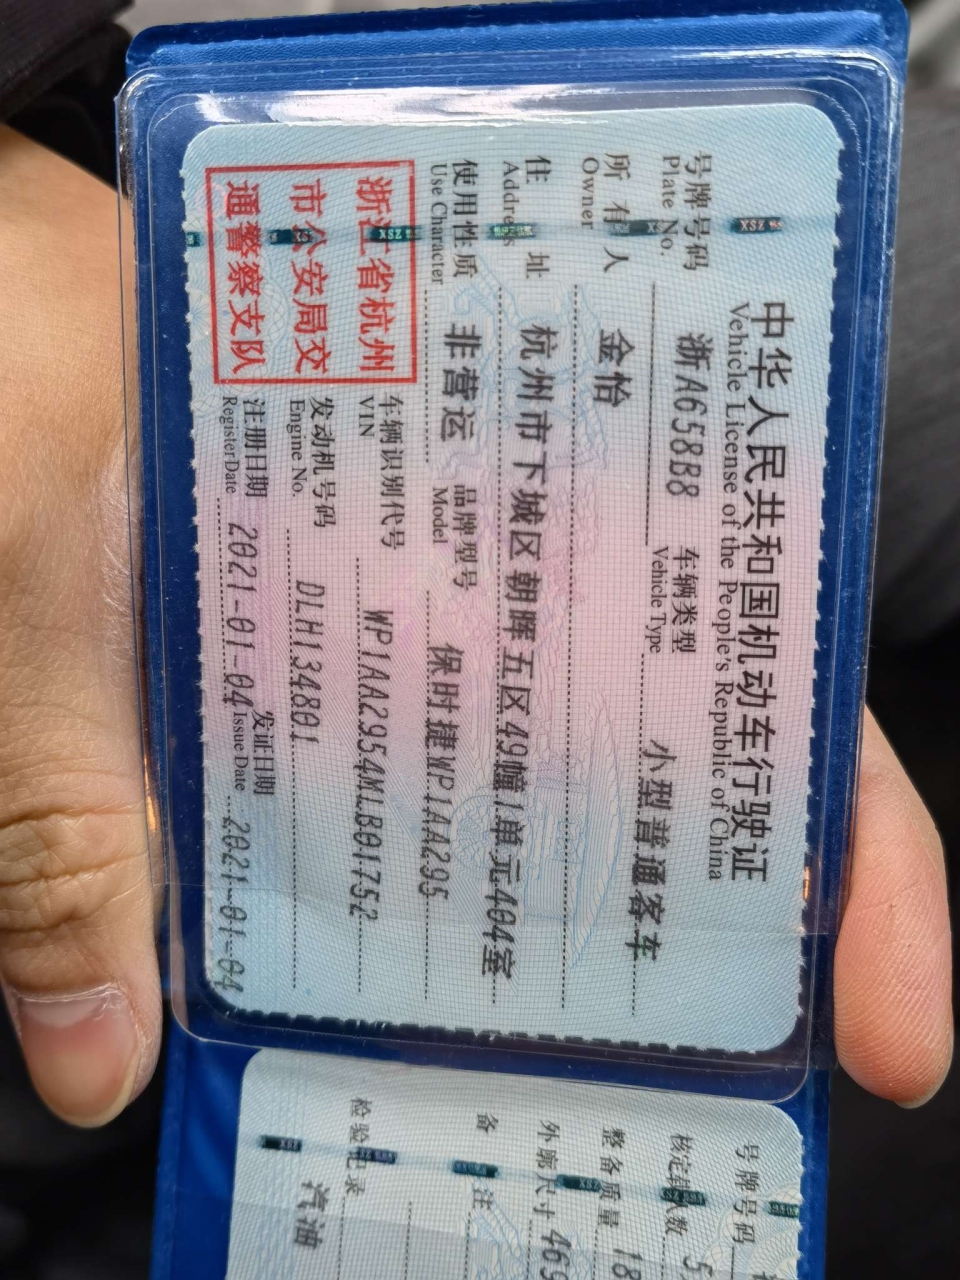 中华人民共和国机动车行驶证
Vehicle License of the People's Republic of China
号牌号码 浙A658B8 车辆类型 小型普通客车
Plate No. Vehicle Type
所有人 金怡
Owner
住址 杭州市下城区朝晖五区49幢1单元404室
Address
使用性质 非营运 品牌型号 保时捷WP1AA295
Use Character Model
浙江省杭州
市公安局交
通警察支队
车辆识别代号 WP1AA2954MLB01752
VIN
发动机号码 DLH134801
Engine No.
注册日期 2021-01-04 发证日期 2021-01-04
Register Date Issue Date
号牌号码
核定载人数 5
整备质量 18
外廓尺寸 469
备注
检验记录
汽油